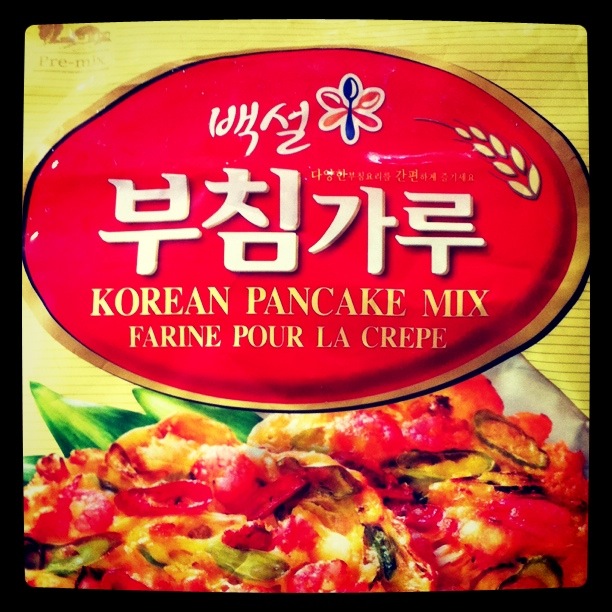 Pre-mix
백설
다양한 부침요리를 간편하게 즐기세요
부침가루
KOREAN PANCAKE MIX
FARINE POUR LA CREPE